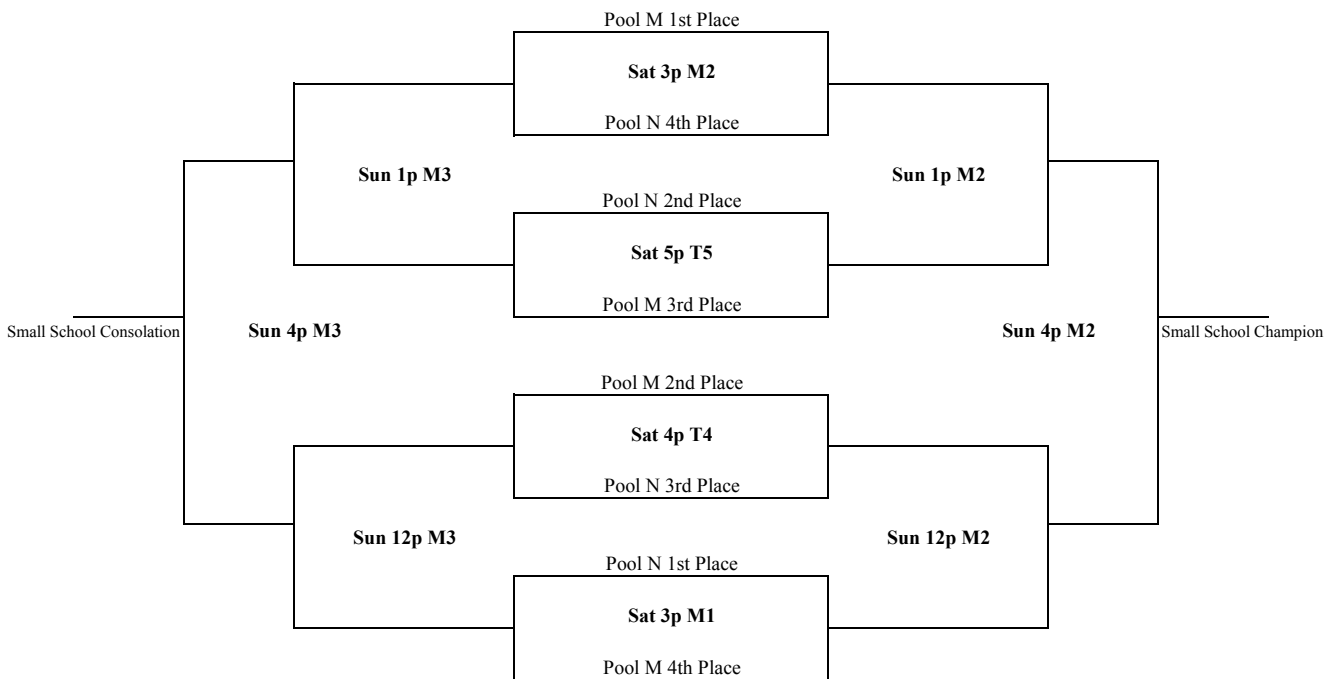 Pool M 1st Place
Sat 3p M2
Pool N 4th Place
Sun 1p M3
Sun 1p M2
Pool N 2nd Place
Sat 5p T5
Pool M 3rd Place
Small School Consolation
Sun 4p M3
Sun 4p M2
Small School Champion
Pool M 2nd Place
Sat 4p T4
Pool N 3rd Place
Sun 12p M3
Sun 12p M2
Pool N 1st Place
Sat 3p M1
Pool M 4th Place